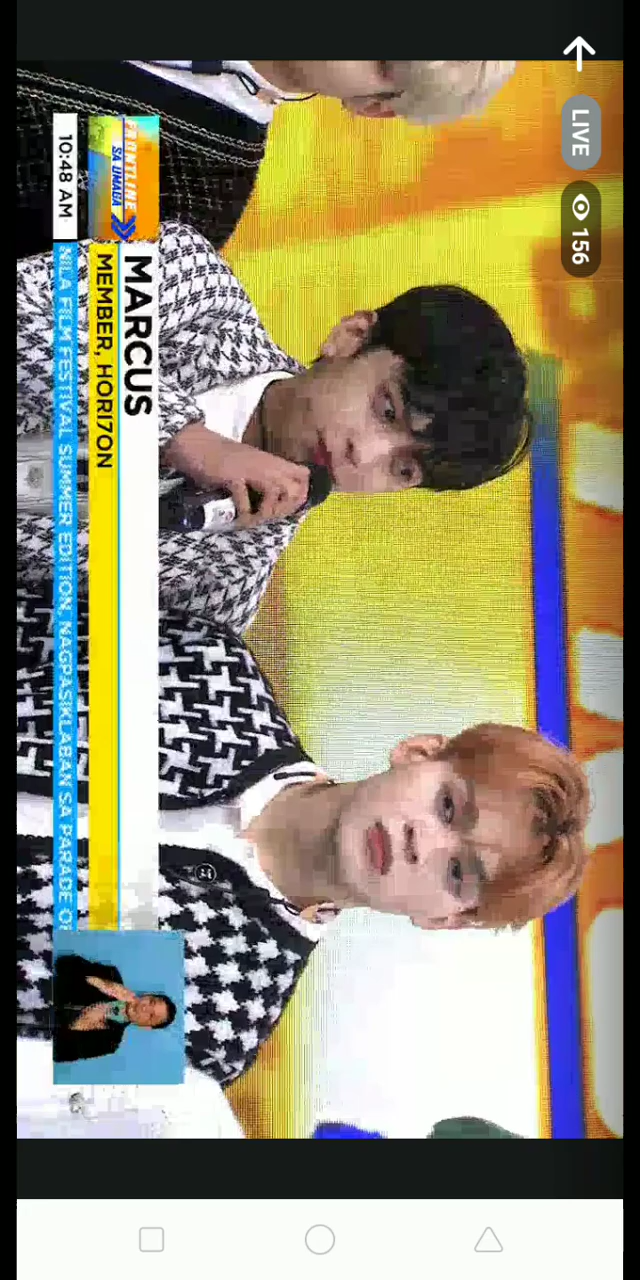 LIVE
156
FRONTLINE
SA UMAGA
MARCUS
MEMBER, HORI7ON
10:48 AM
NILA FILM FESTIVAL SUMMER EDITION, NAGPASIKLABAN SA PARADE OF